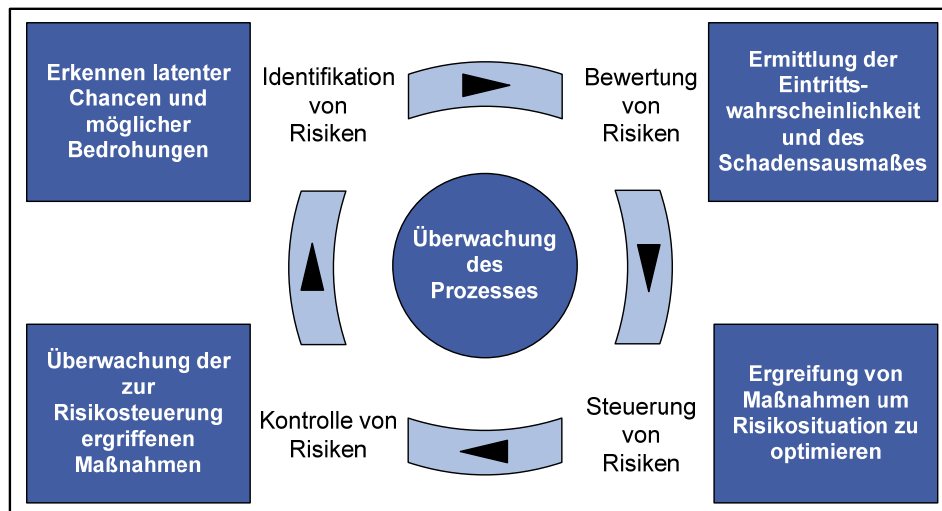 Erkennen latenter
Chancen und
möglicher
Bedrohungen
Identifikation
von
Risiken
Bewertung
von
Risiken
Ermittlung der
Eintritts-
wahrscheinlichkeit
und des
Schadensausmaßes
Überwachung
des
Prozesses
Überwachung der
zur
Risikosteuerung
ergriffenen
Maßnahmen
Kontrolle von
Risiken
Steuerung
von
Risiken
Ergreifung von
Maßnahmen um
Risikosituation zu
optimieren